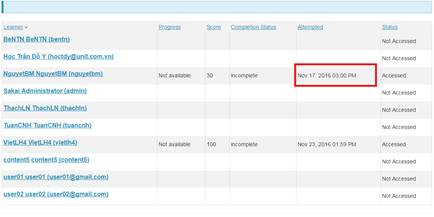 Learner Progress Score Completion Status Attempted Status
BeNTN BeNTN (bentn) Not Accessed
Học Trần Đỗ Y (hoctdy@unit.com.vn) Not Accessed
NguyetBM NguyetBM (nguyetbm) Not available 30 incomplete Nov 17, 2016 03:00 PM Accessed
Sakai Administrator (admin) Not Accessed
ThachLN ThachLN (thachln) Not Accessed
TuanCNH TuanCNH (tuancnh) Not Accessed
VietLH4 VietLH4 (vietlh4) Not available 100 incomplete Nov 23, 2016 01:59 PM Accessed
content5 content5 (content5) Not Accessed
user01 user01 (user01@gmail.com) Not Accessed
user02 user02 (user02@gmail.com) Not Accessed